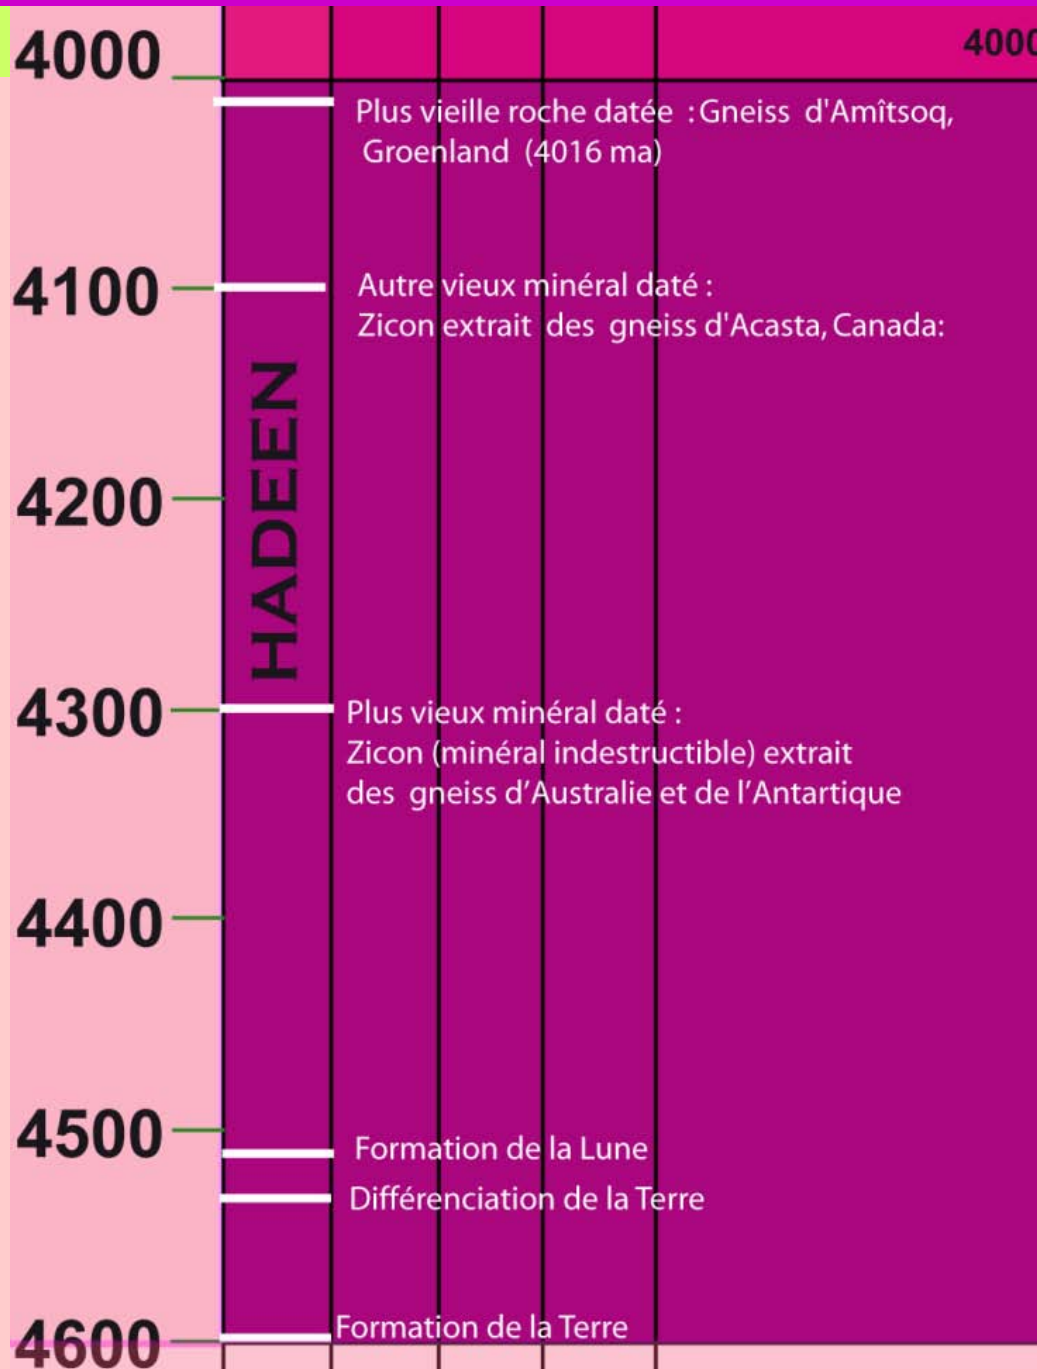 4000
4000
Plus vieille roche datée : Gneiss d'Amîtsoq,
Groenland (4016 ma)
4100
Autre vieux minéral daté :
Zicon extrait des gneiss d'Acasta, Canada:
HADEEN
4200
4300
Plus vieux minéral daté :
Zicon (minéral indestructible) extrait
des gneiss d’Australie et de l’Antartique
4400
4500
Formation de la Lune
Différenciation de la Terre
Formation de la Terre
4600